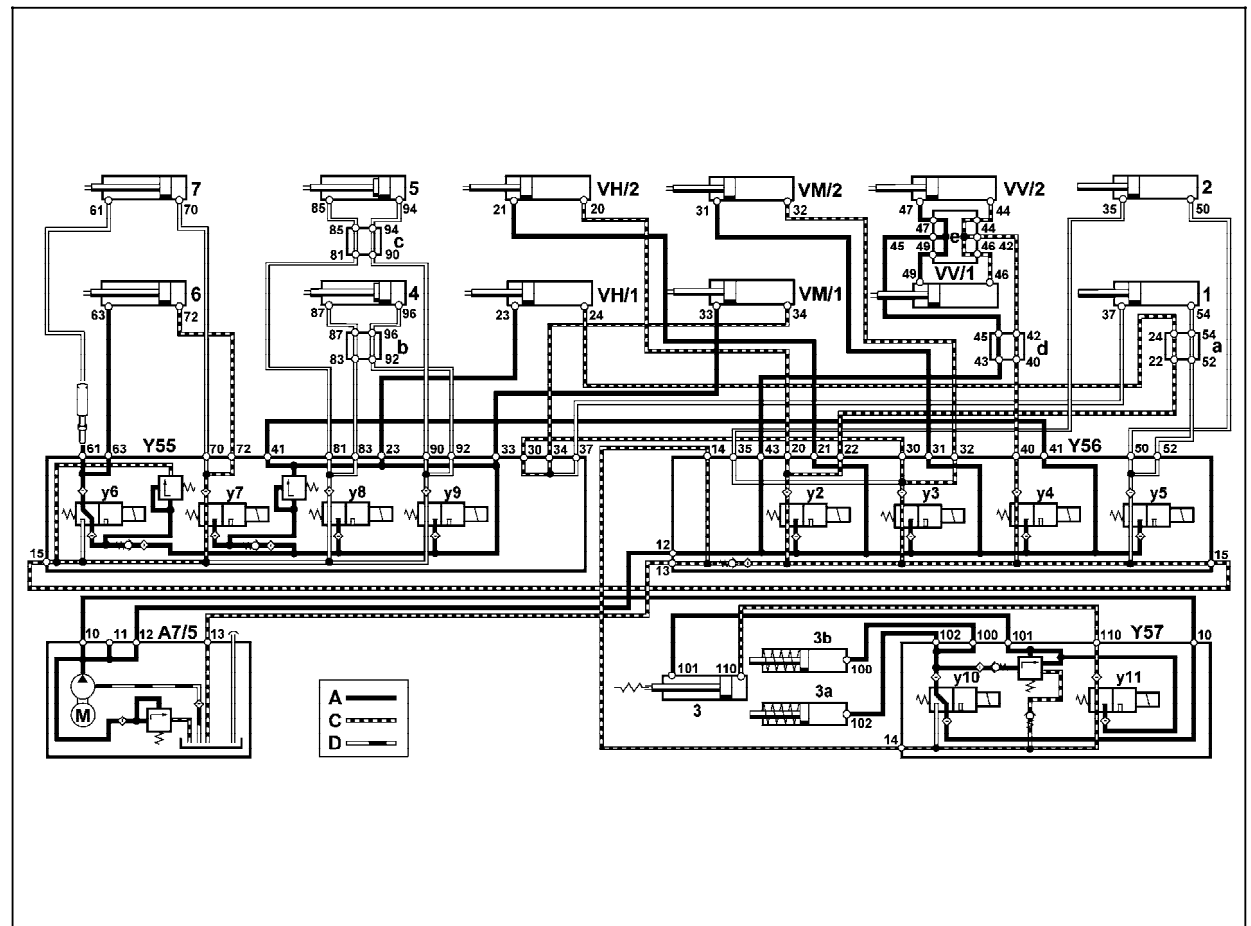 7 5 VH/2 VM/2 VV/2 2
61 70 85 94 21 20 31 32 47 44 35 50
85 94 47 44
c 45 e 42
81 90 49 46
VV/1
49 46
6 4 VH/1 VM/1 1
63 72 87 96 23 24 33 34 37 54
87 96 45 42 24 54
b d a
83 92 43 40 22 52
61 63 Y55 70 72 41 81 83 23 90 92 33 30 34 37 14 35 43 20 21 22 30 31 32 40 41 Y56 50 52
y6 y7 y8 y9 y2 y3 y4 y5
15 12 13 15
10 11 12 A7/5 13 102 100 101 110 Y57 10
3b
101 110 100
y10 y11
M 3 3a
102
14
A
C
D